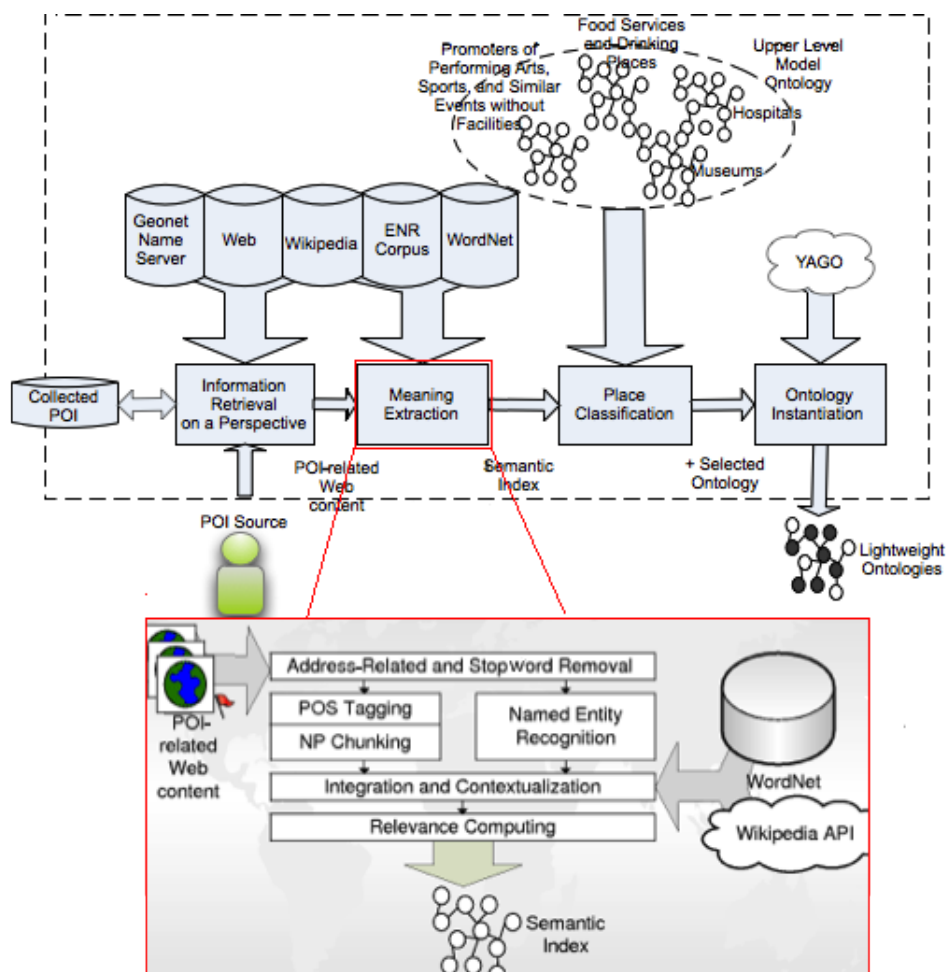 Food Services
and Drinking
Places
Promoters of
Performing Arts,
Sports, and Similar
Events without
Facilities
Upper Level
Model
Ontology
Hospitals
Museums
Geonet
Name
Server
Web
Wikipedia
ENR
Corpus
WordNet
YAGO
Collected
POI
Information
Retrieval
on a Perspective
Meaning
Extraction
Place
Classification
Ontology
Instantiation
POI-related
Web
content
Semantic
Index
+ Selected
Ontology
POI Source
Lightweight
Ontologies
Address-Related and Stopword Removal
POS Tagging
NP Chunking
Named Entity
Recognition
POI-
related
Web
content
Integration and Contextualization
WordNet
Relevance Computing
Wikipedia API
Semantic
Index